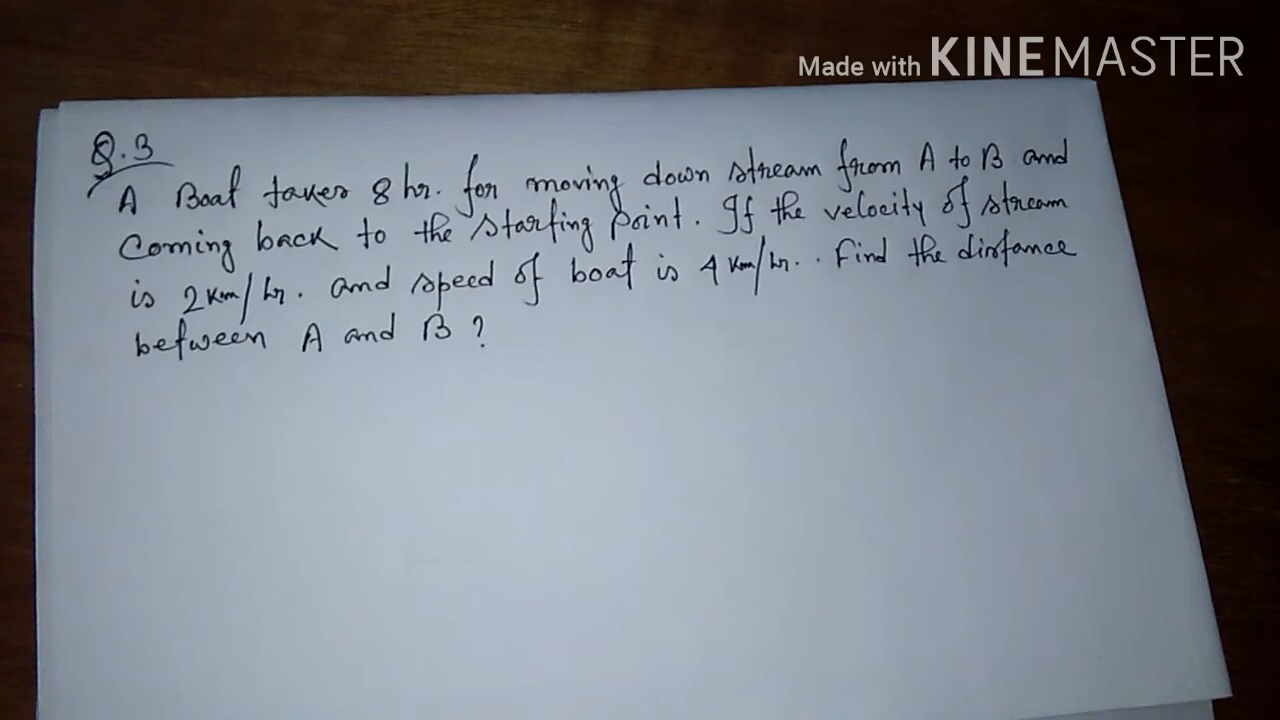 Made with KINEMASTER
Q.3
A Boat takes 8 hr. for moving down stream from A to B and
Coming back to the starting point. If the velocity of stream
is 2 Km/hr. and speed of boat is 4 Km/hr.. Find the distance
between A and B ?